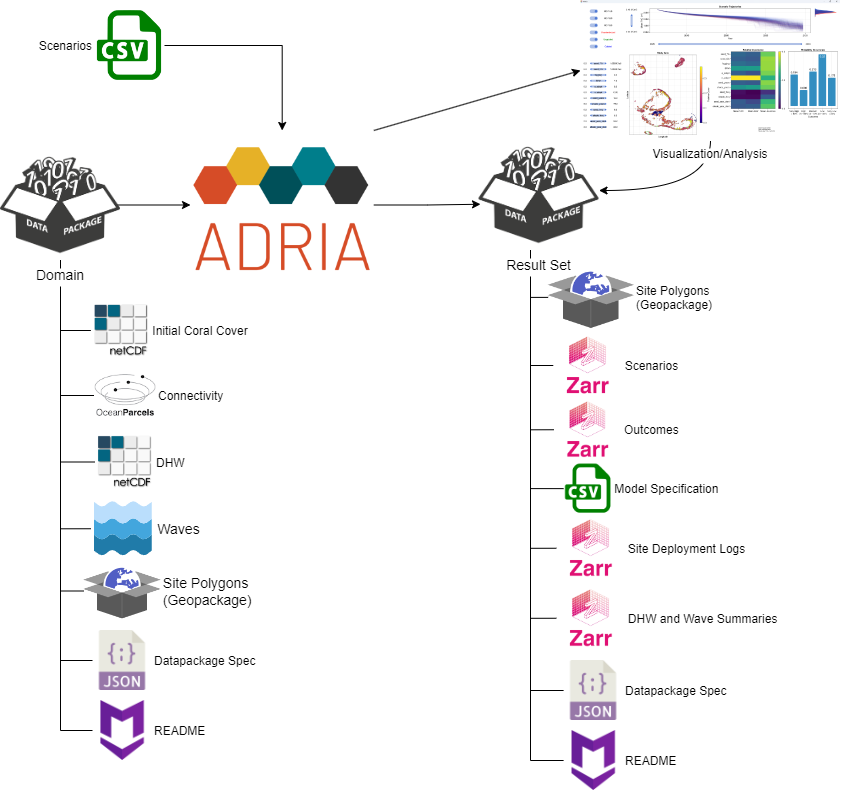 Scenarios
CSV
Visualization/Analysis
DATA
PACKAGE
ADRIA
DATA
PACKAGE
Domain
Result Set
netCDF
Initial Coral Cover
OceanParcels
Connectivity
netCDF
DHW
Waves
Site Polygons
(Geopackage)
{;}
JSON
Datapackage Spec
README
Site Polygons
(Geopackage)
Zarr
Scenarios
Zarr
Outcomes
CSV
Model Specification
Zarr
Site Deployment Logs
Zarr
DHW and Wave Summaries
{;}
JSON
Datapackage Spec
README